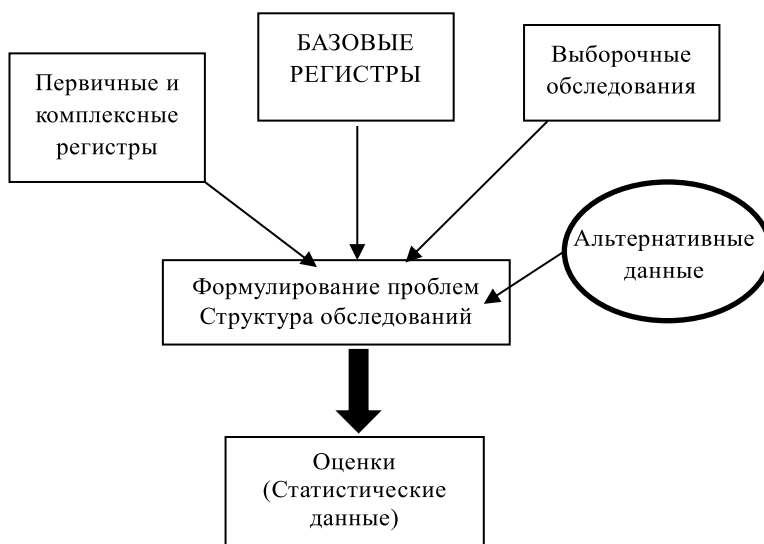 Первичные и
комплексные
регистры
БАЗОВЫЕ
РЕГИСТРЫ
Выборочные
обследования
Альтернативные
данные
Формулирование проблем
Структура обследований
Оценки
(Статистические
данные)